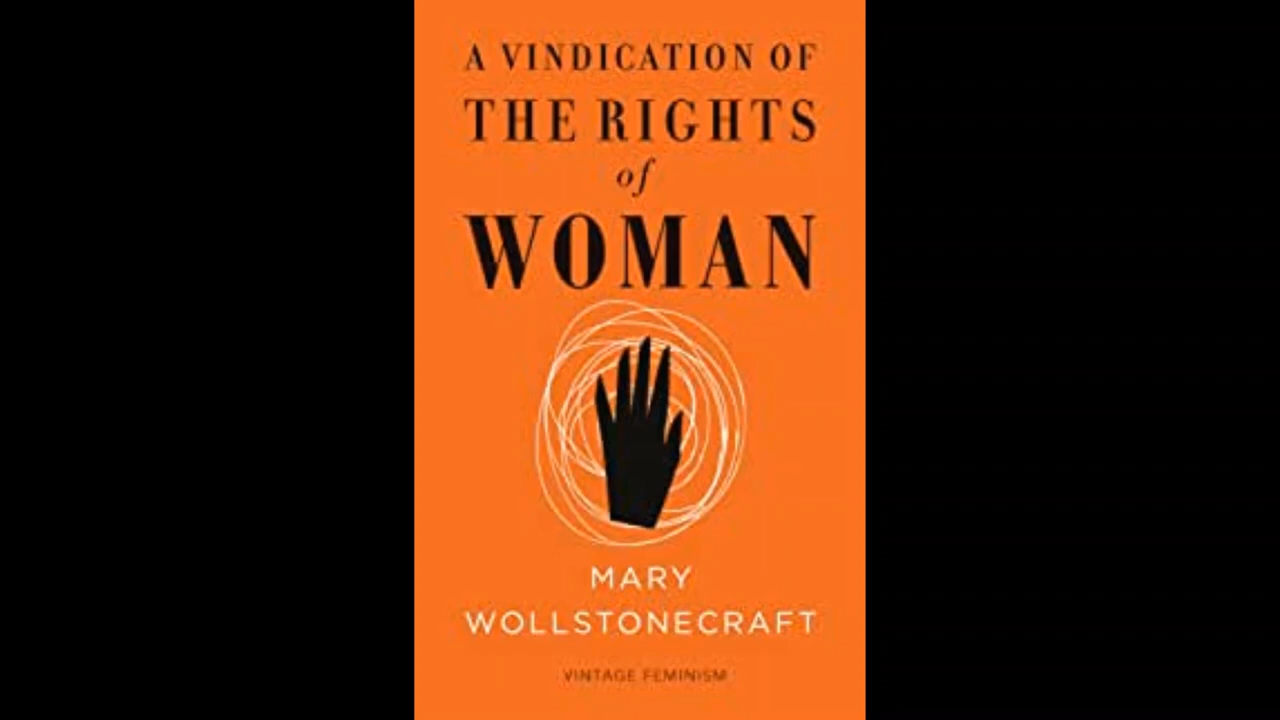 A VINDICATION OF
THE RIGHTS
of
WOMAN
MARY
WOLLSTONECRAFT
VINTAGE FEMINISM